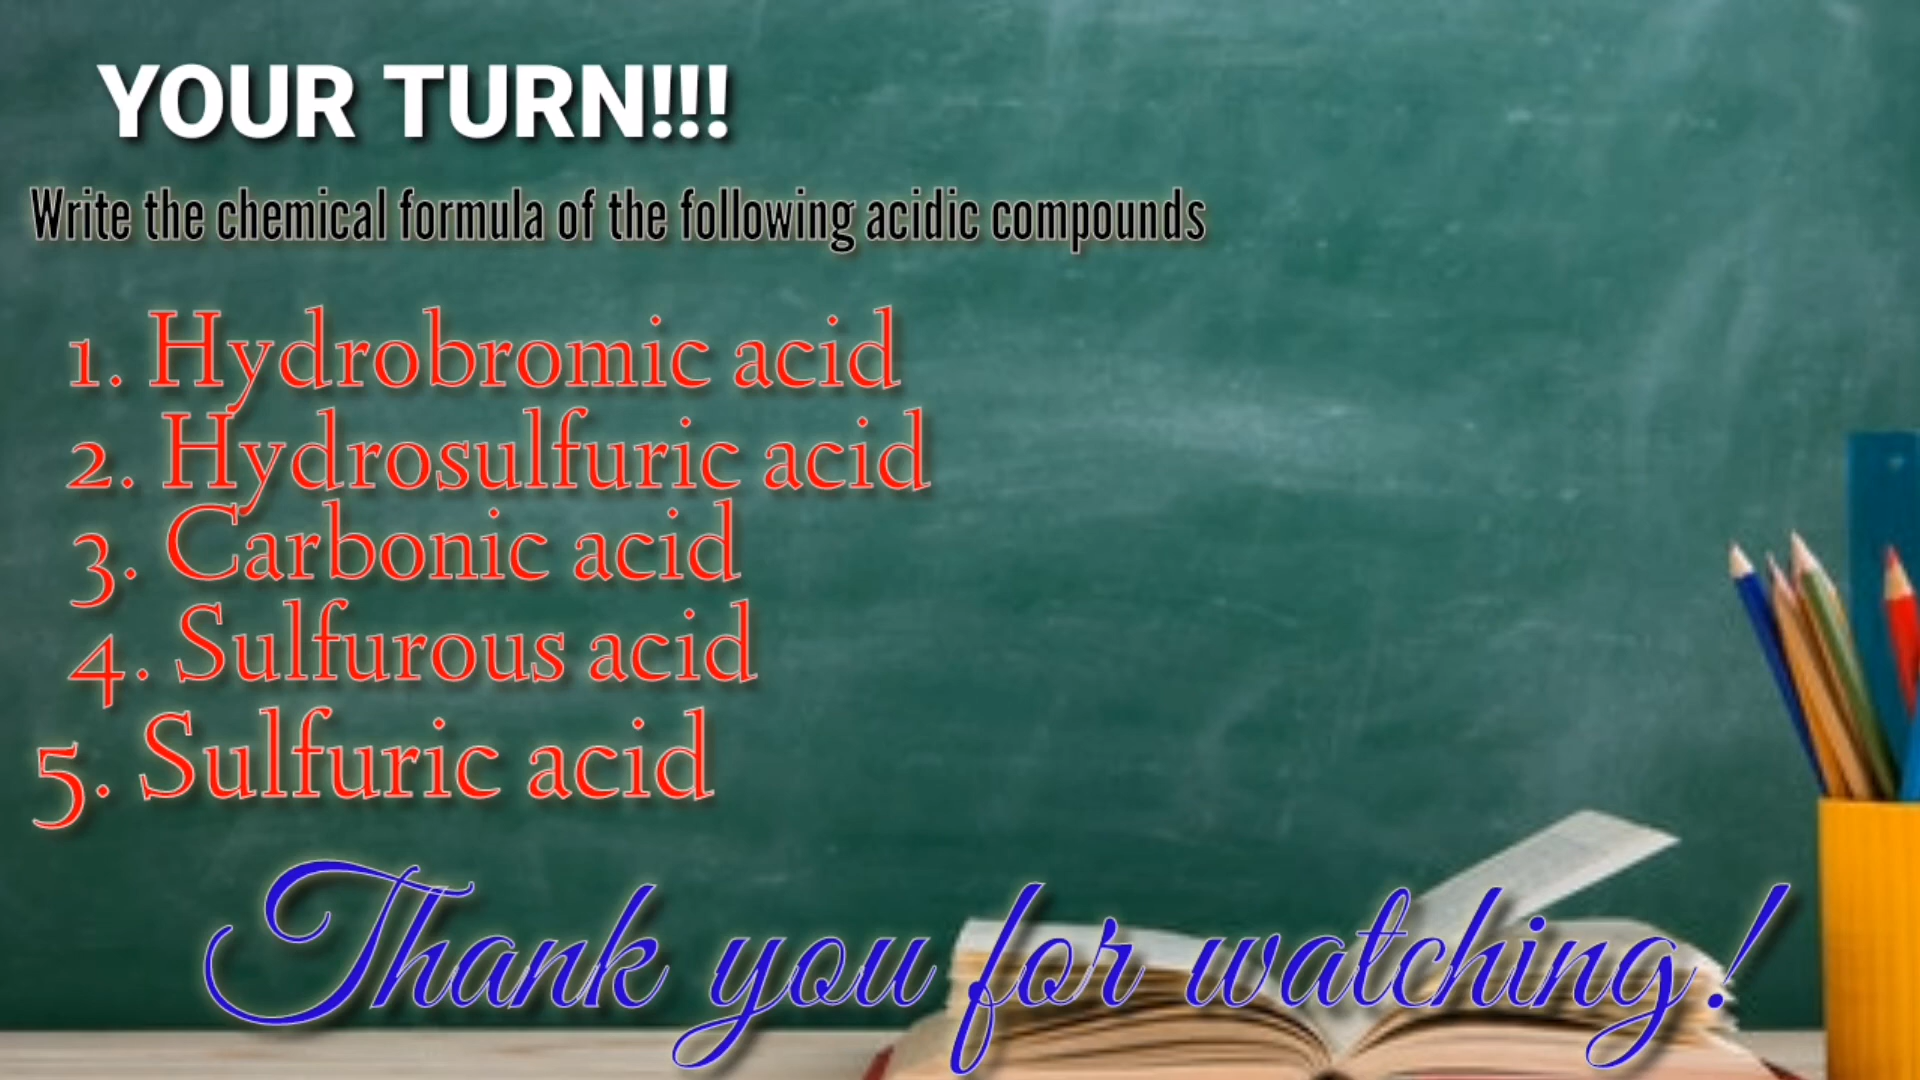 YOUR TURN!!!
Write the chemical formula of the following acidic compounds
1. Hydrobromic acid
2. Hydrosulfuric acid
3. Carbonic acid
4. Sulfurous acid
5. Sulfuric acid
Thank you for watching!